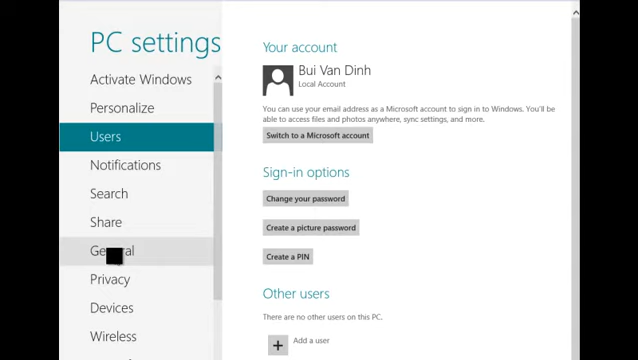 PC settings
Activate Windows
Personalize
Users
Notifications
Search
Share
General
Privacy
Devices
Wireless
Your account
Bui Van Dinh
Local Account
You can use your email address as a Microsoft account to sign in to Windows. You'll be
able to access files and photos anywhere, sync settings, and more.
Switch to a Microsoft account
Sign-in options
Change your password
Create a picture password
Create a PIN
Other users
There are no other users on this PC.
Add a user